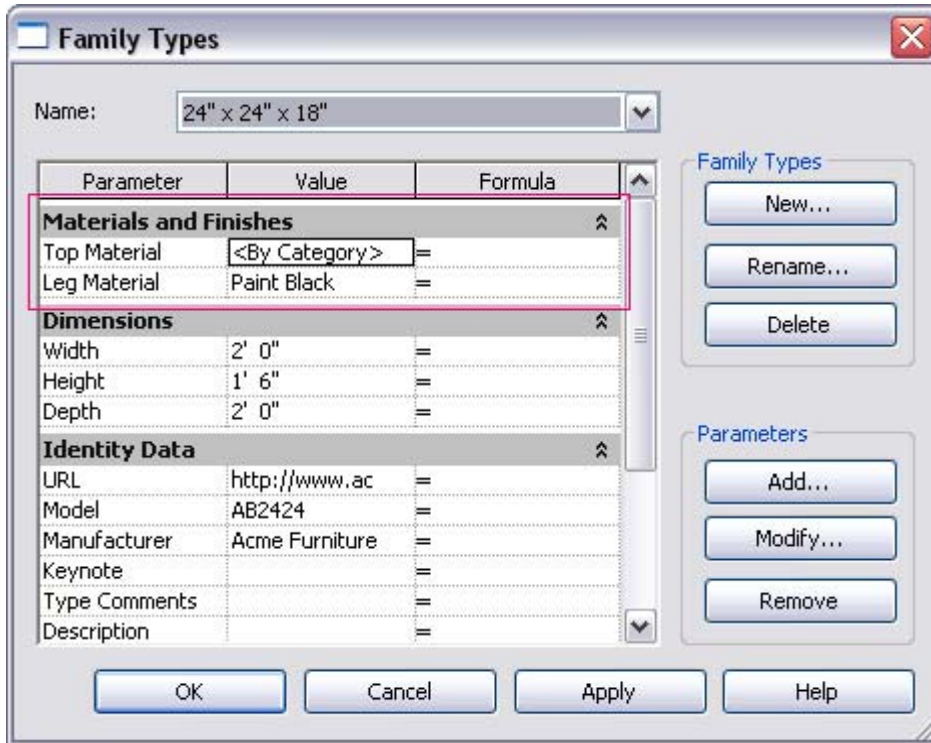 Family Types
Name: 24" x 24" x 18"
Parameter Value Formula
Materials and Finishes
Top Material <By Category> =
Leg Material Paint Black =
Dimensions
Width 2' 0" =
Height 1' 6" =
Depth 2' 0" =
Identity Data
URL http://www.ac =
Model AB2424 =
Manufacturer Acme Furniture =
Keynote =
Type Comments =
Description =
Family Types
New...
Rename...
Delete
Parameters
Add...
Modify...
Remove
OK Cancel Apply Help